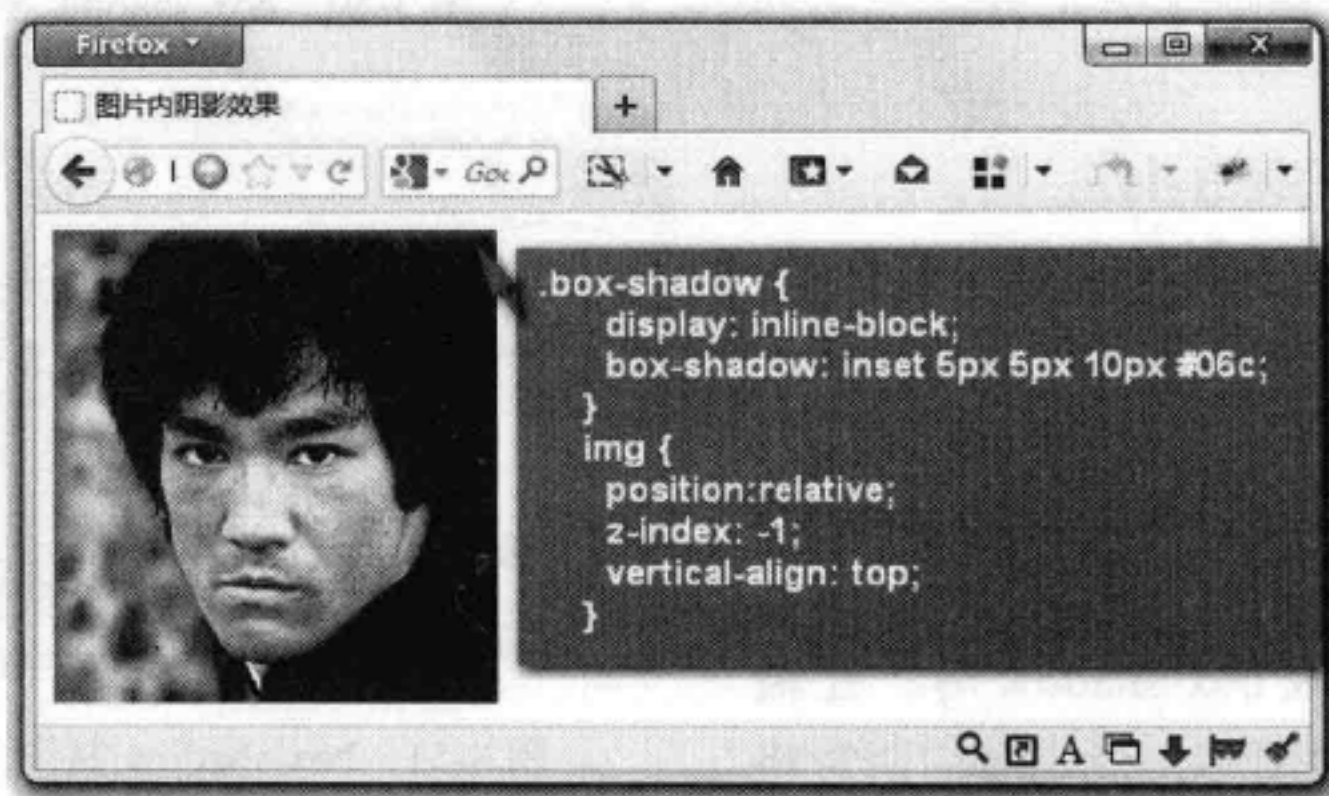 Firefox
图片内阴影效果
+
Goo
.box-shadow {
display: inline-block;
box-shadow: inset 5px 5px 10px #06c;
}
img {
position:relative;
z-index: -1;
vertical-align: top;
}
A